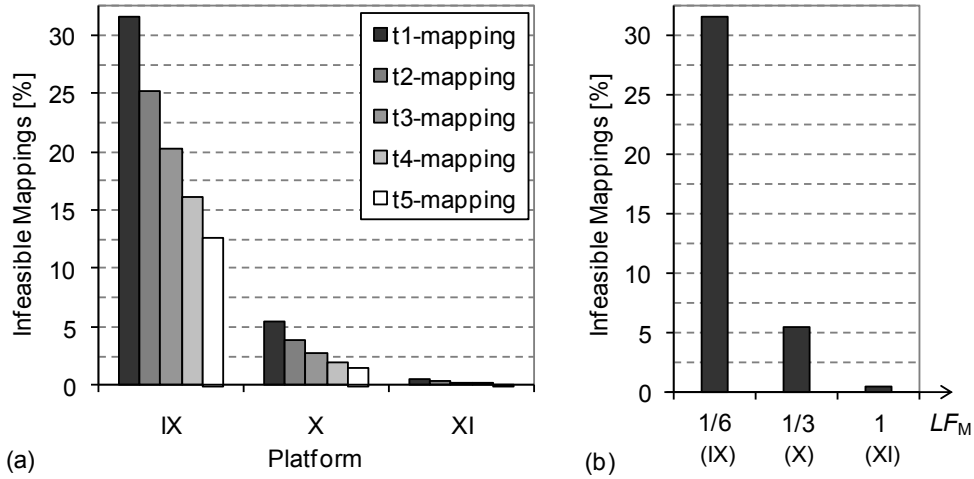 Infeasible Mappings [%]
30
25
20
15
10
5
0
t1-mapping
t2-mapping
t3-mapping
t4-mapping
t5-mapping
IX X XI
Platform
(a)
Infeasible Mappings [%]
30
25
20
15
10
5
0
1/6 1/3 1 LFM
(IX) (X) (XI)
(b)